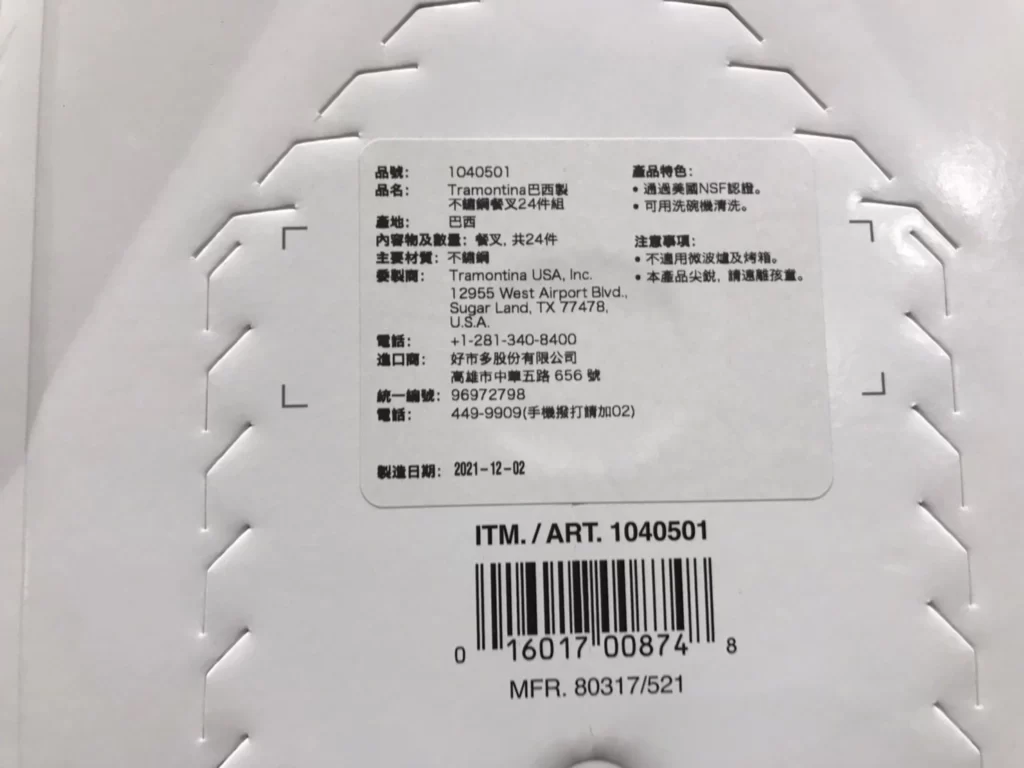 品號: 1040501
品名: Tramontina巴西製
不鏽鋼餐叉24件組
產地: 巴西
內容物及數量: 餐叉, 共24件
主要材質: 不鏽鋼
委製商: Tramontina USA, Inc.
12955 West Airport Blvd.,
Sugar Land, TX 77478,
U.S.A.
電話: +1-281-340-8400
進口商: 好市多股份有限公司
高雄市中華五路 656 號
統一編號: 96972798
電話: 449-9909(手機撥打請加02)
製造日期: 2021-12-02
產品特色:
• 通過美國NSF認證。
• 可用洗碗機清洗。
注意事項:
• 不適用微波爐及烤箱。
• 本產品尖銳, 請遠離孩童。
ITM. / ART. 1040501
0 16017 00874 8
MFR. 80317/521